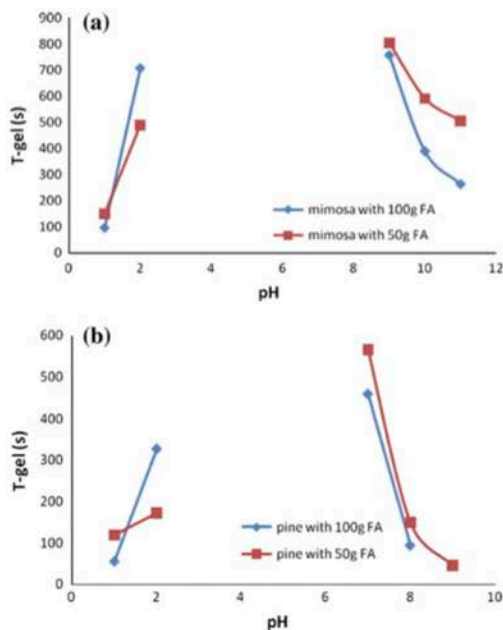 (a)
900
800
700
600
500
400
300
200
100
0
T-gel (s)
mimosa with 100g FA
mimosa with 50g FA
0 2 4 6 8 10 12
pH
(b)
600
500
400
300
200
100
0
T-gel (s)
pine with 100g FA
pine with 50g FA
0 2 4 6 8 10
pH